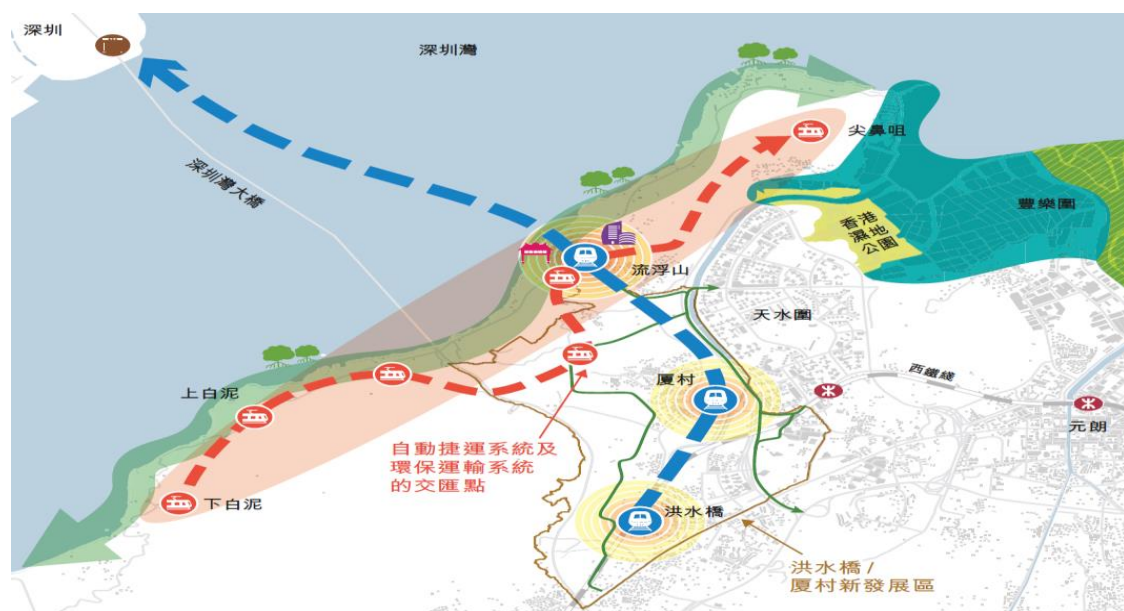 深圳
深圳灣
尖鼻咀
深圳灣大橋
豐樂圍
香港
濕地
公園
流浮山
天水圍
西鐵綫
厦村
上白泥
元朗
自動捷運系統及
環保運輸系統
的交匯點
下白泥
洪水橋
洪水橋 /
厦村新發展區